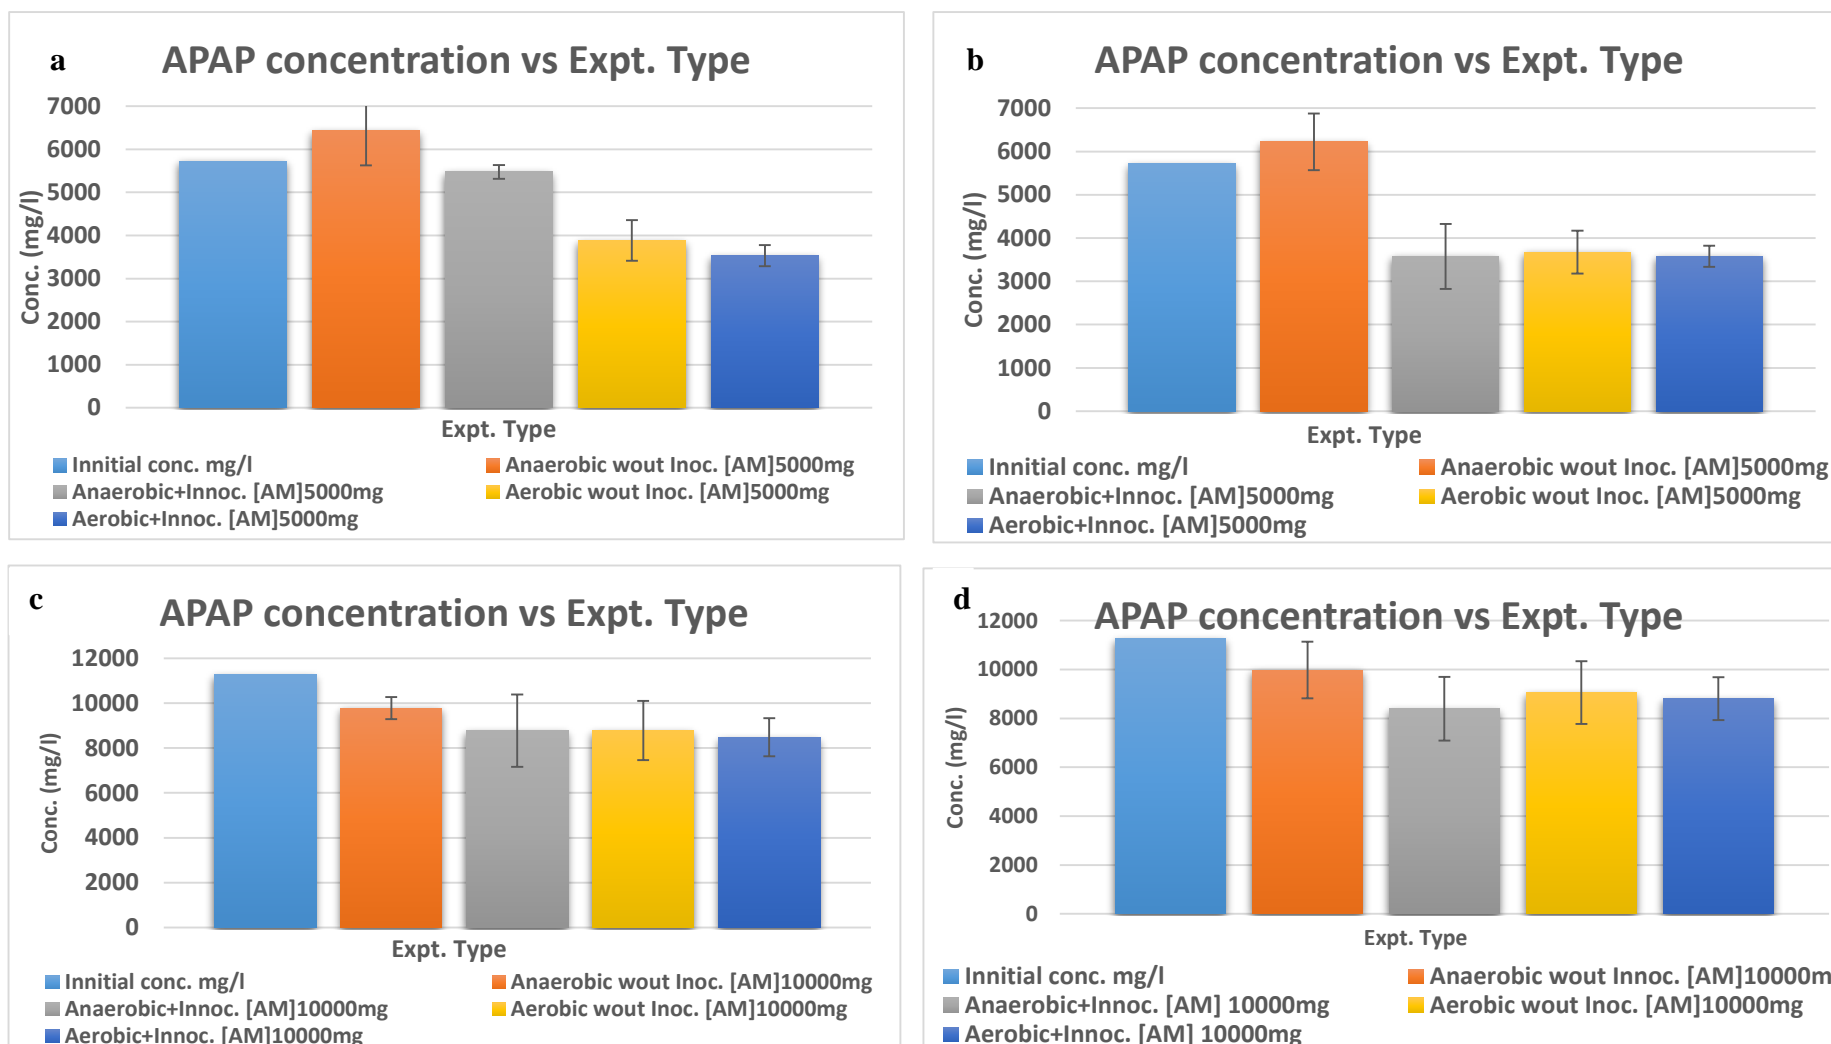 a
APAP concentration vs Expt. Type
7000
6000
5000
4000
3000
2000
1000
0
Conc. (mg/l)
Expt. Type
Innitial conc. mg/l
Anaerobic wout Inoc. [AM]5000mg
Anaerobic+Innoc. [AM]5000mg
Aerobic wout Inoc. [AM]5000mg
Aerobic+Innoc. [AM]5000mg
b
APAP concentration vs Expt. Type
7000
6000
5000
4000
3000
2000
1000
0
Conc. (mg/l)
Expt. Type
Innitial conc. mg/l
Anaerobic wout Inoc. [AM]5000mg
Anaerobic+Innoc. [AM]5000mg
Aerobic wout Inoc. [AM]5000mg
Aerobic+Innoc. [AM]5000mg
c
APAP concentration vs Expt. Type
12000
10000
8000
6000
4000
2000
0
Conc. (mg/l)
Expt. Type
Innitial conc. mg/l
Anaerobic wout Inoc. [AM]10000mg
Anaerobic+Innoc. [AM]10000mg
Aerobic wout Inoc. [AM]10000mg
Aerobic+Innoc. [AM]10000mg
d
APAP concentration vs Expt. Type
12000
10000
8000
6000
4000
2000
0
Conc. (mg/l)
Expt. Type
Innitial conc. mg/l
Anaerobic wout Innoc. [AM]10000m
Anaerobic+Innoc. [AM] 10000mg
Aerobic wout Innoc. [AM]10000mg
Aerobic+Innoc. [AM] 10000mg